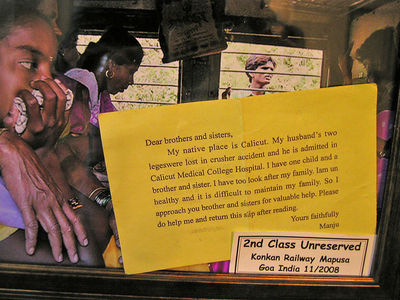 Dear brothers and sisters,
My native place is Calicut. My husband's two
legeswere lost in crusher accident and he is admitted in
Calicut Medical College Hospital. I have one child and a
brother and sister. I have too look after my family. Iam un
healthy and it is difficult to maintain my family. So I
approach you brother and sisters for valuable help. Please
do help me and return this slip after reading.
Yours faithfully
Manju
2nd Class Unreserved
Konkan Railway Mapusa
Goa India 11/2008